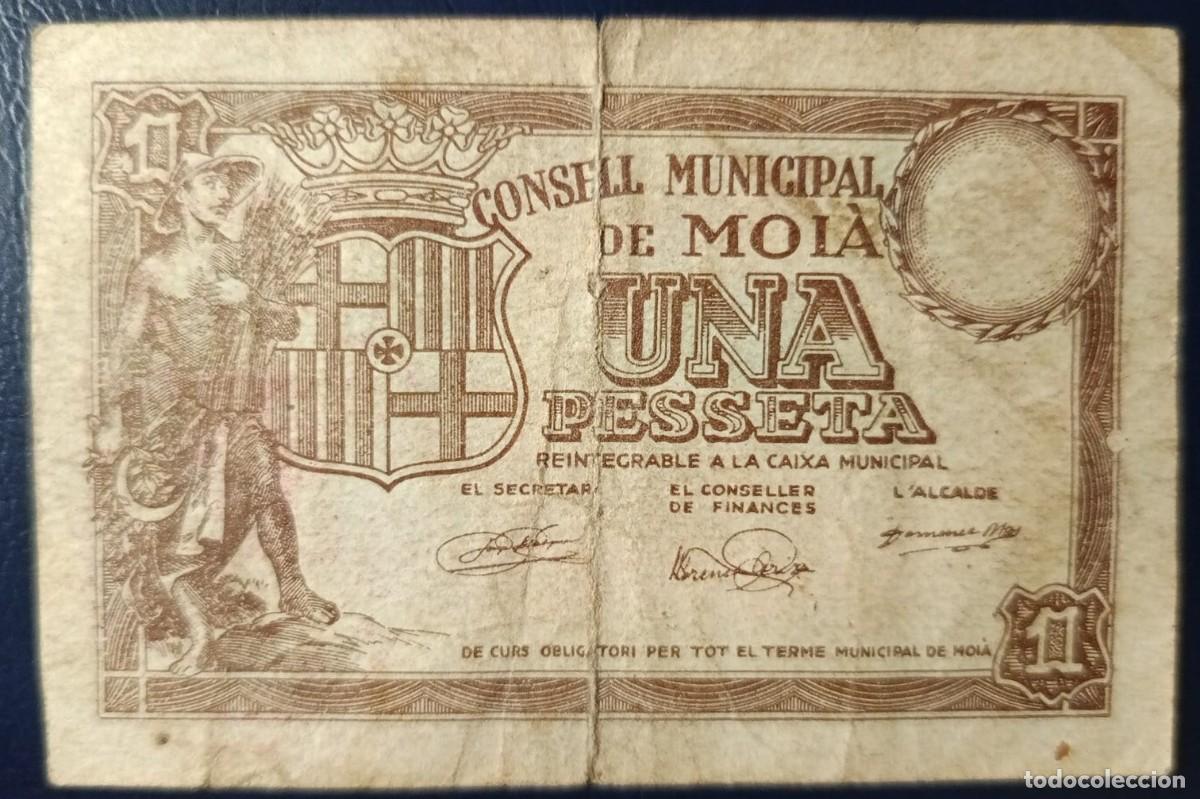 1
CONSELL MUNICIPAL
DE MOIÀ
UNA
PESSETA
REINTEGRABLE A LA CAIXA MUNICIPAL
EL SECRETARI EL CONSELLER L'ALCALDE
DE FINANCES
1
DE CURS OBLIGATORI PER TOT EL TERME MUNICIPAL DE MOIÀ
todocoleccion